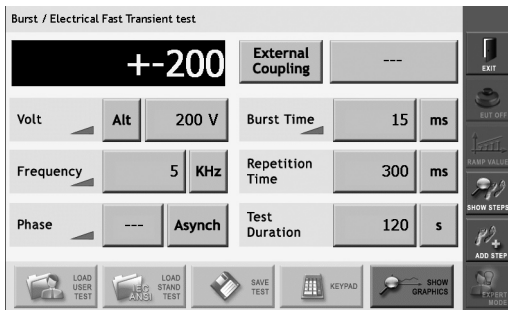 Burst / Electrical Fast Transient test
+-200
External
Coupling
---
EXIT
Volt
Alt
200 V
Burst Time
15
ms
EUT OFF
Frequency
5
KHz
Repetition
Time
300
ms
RAMP VALUE
SHOW STEPS
Phase
---
Asynch
Test
Duration
120
s
ADD STEP
LOAD
USER
TEST
IEC
ANSI
LOAD
STAND
TEST
SAVE
TEST
KEYPAD
SHOW
GRAPHICS
EXPERT
MODE